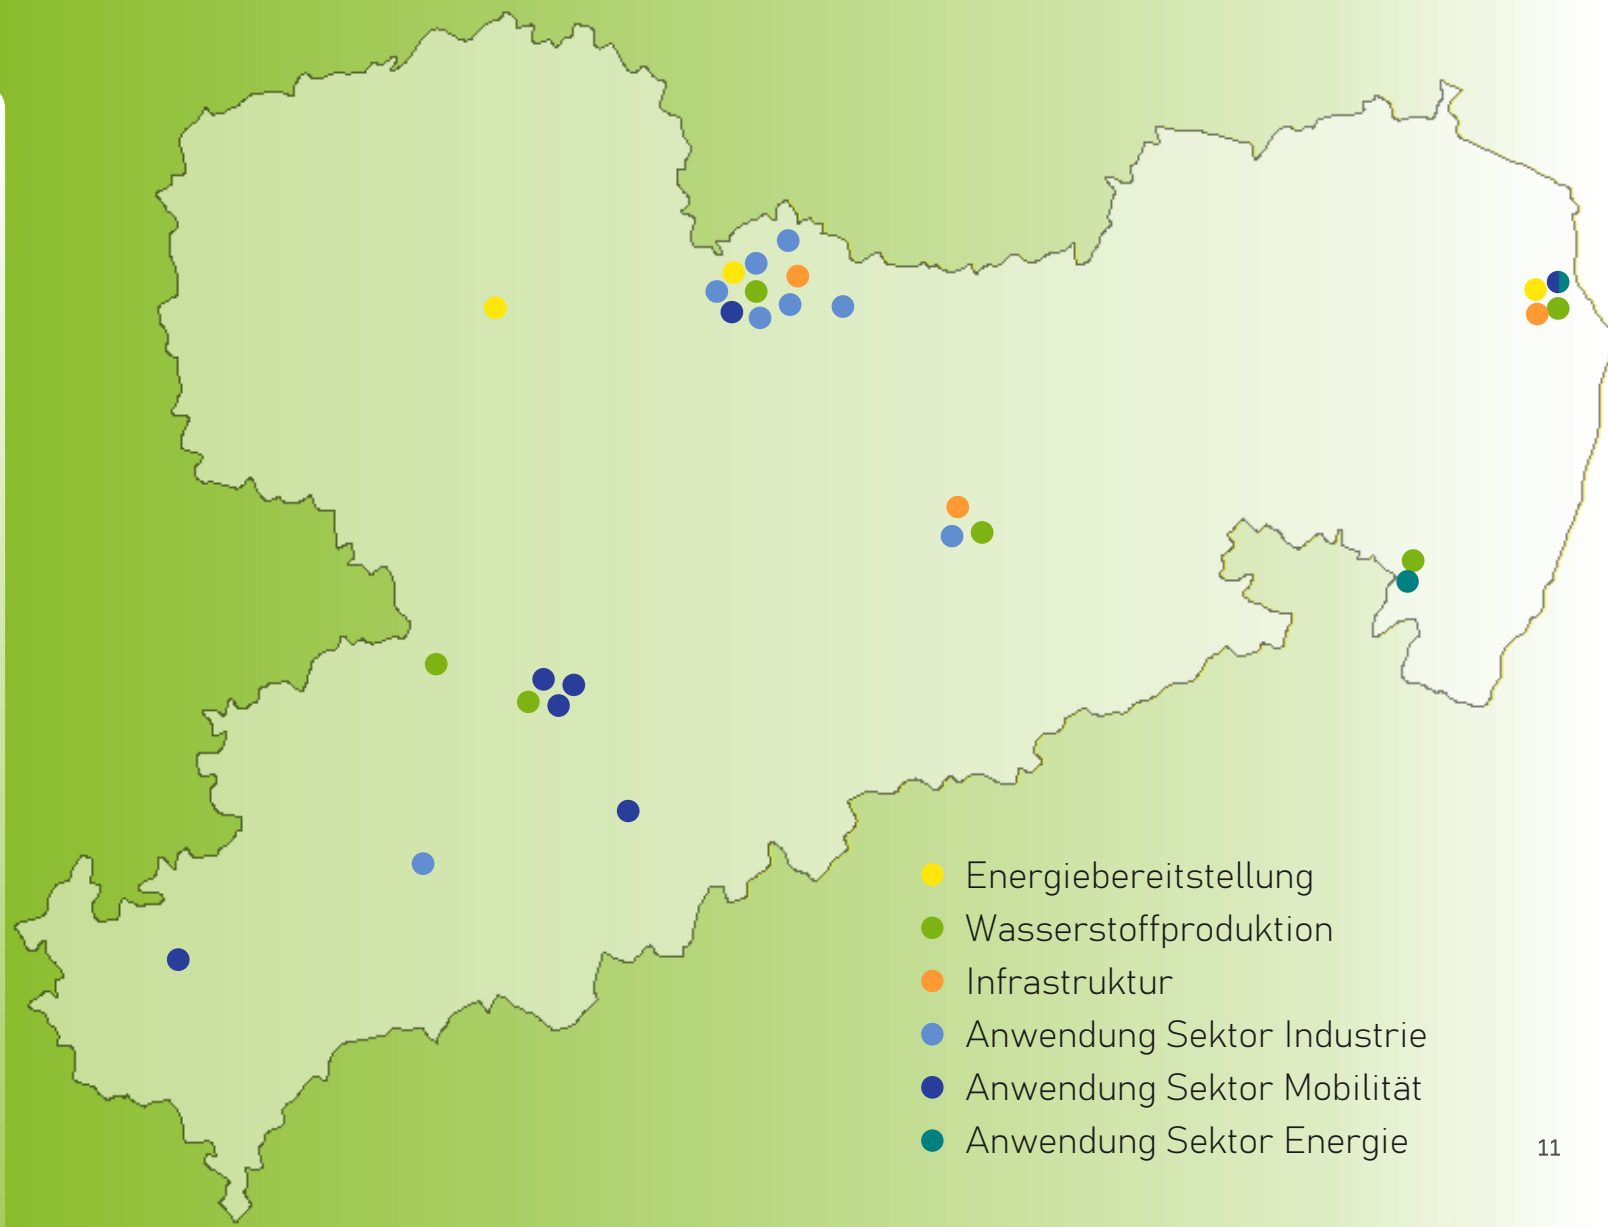 Energiebereitstellung
Wasserstoffproduktion
Infrastruktur
Anwendung Sektor Industrie
Anwendung Sektor Mobilität
Anwendung Sektor Energie
11